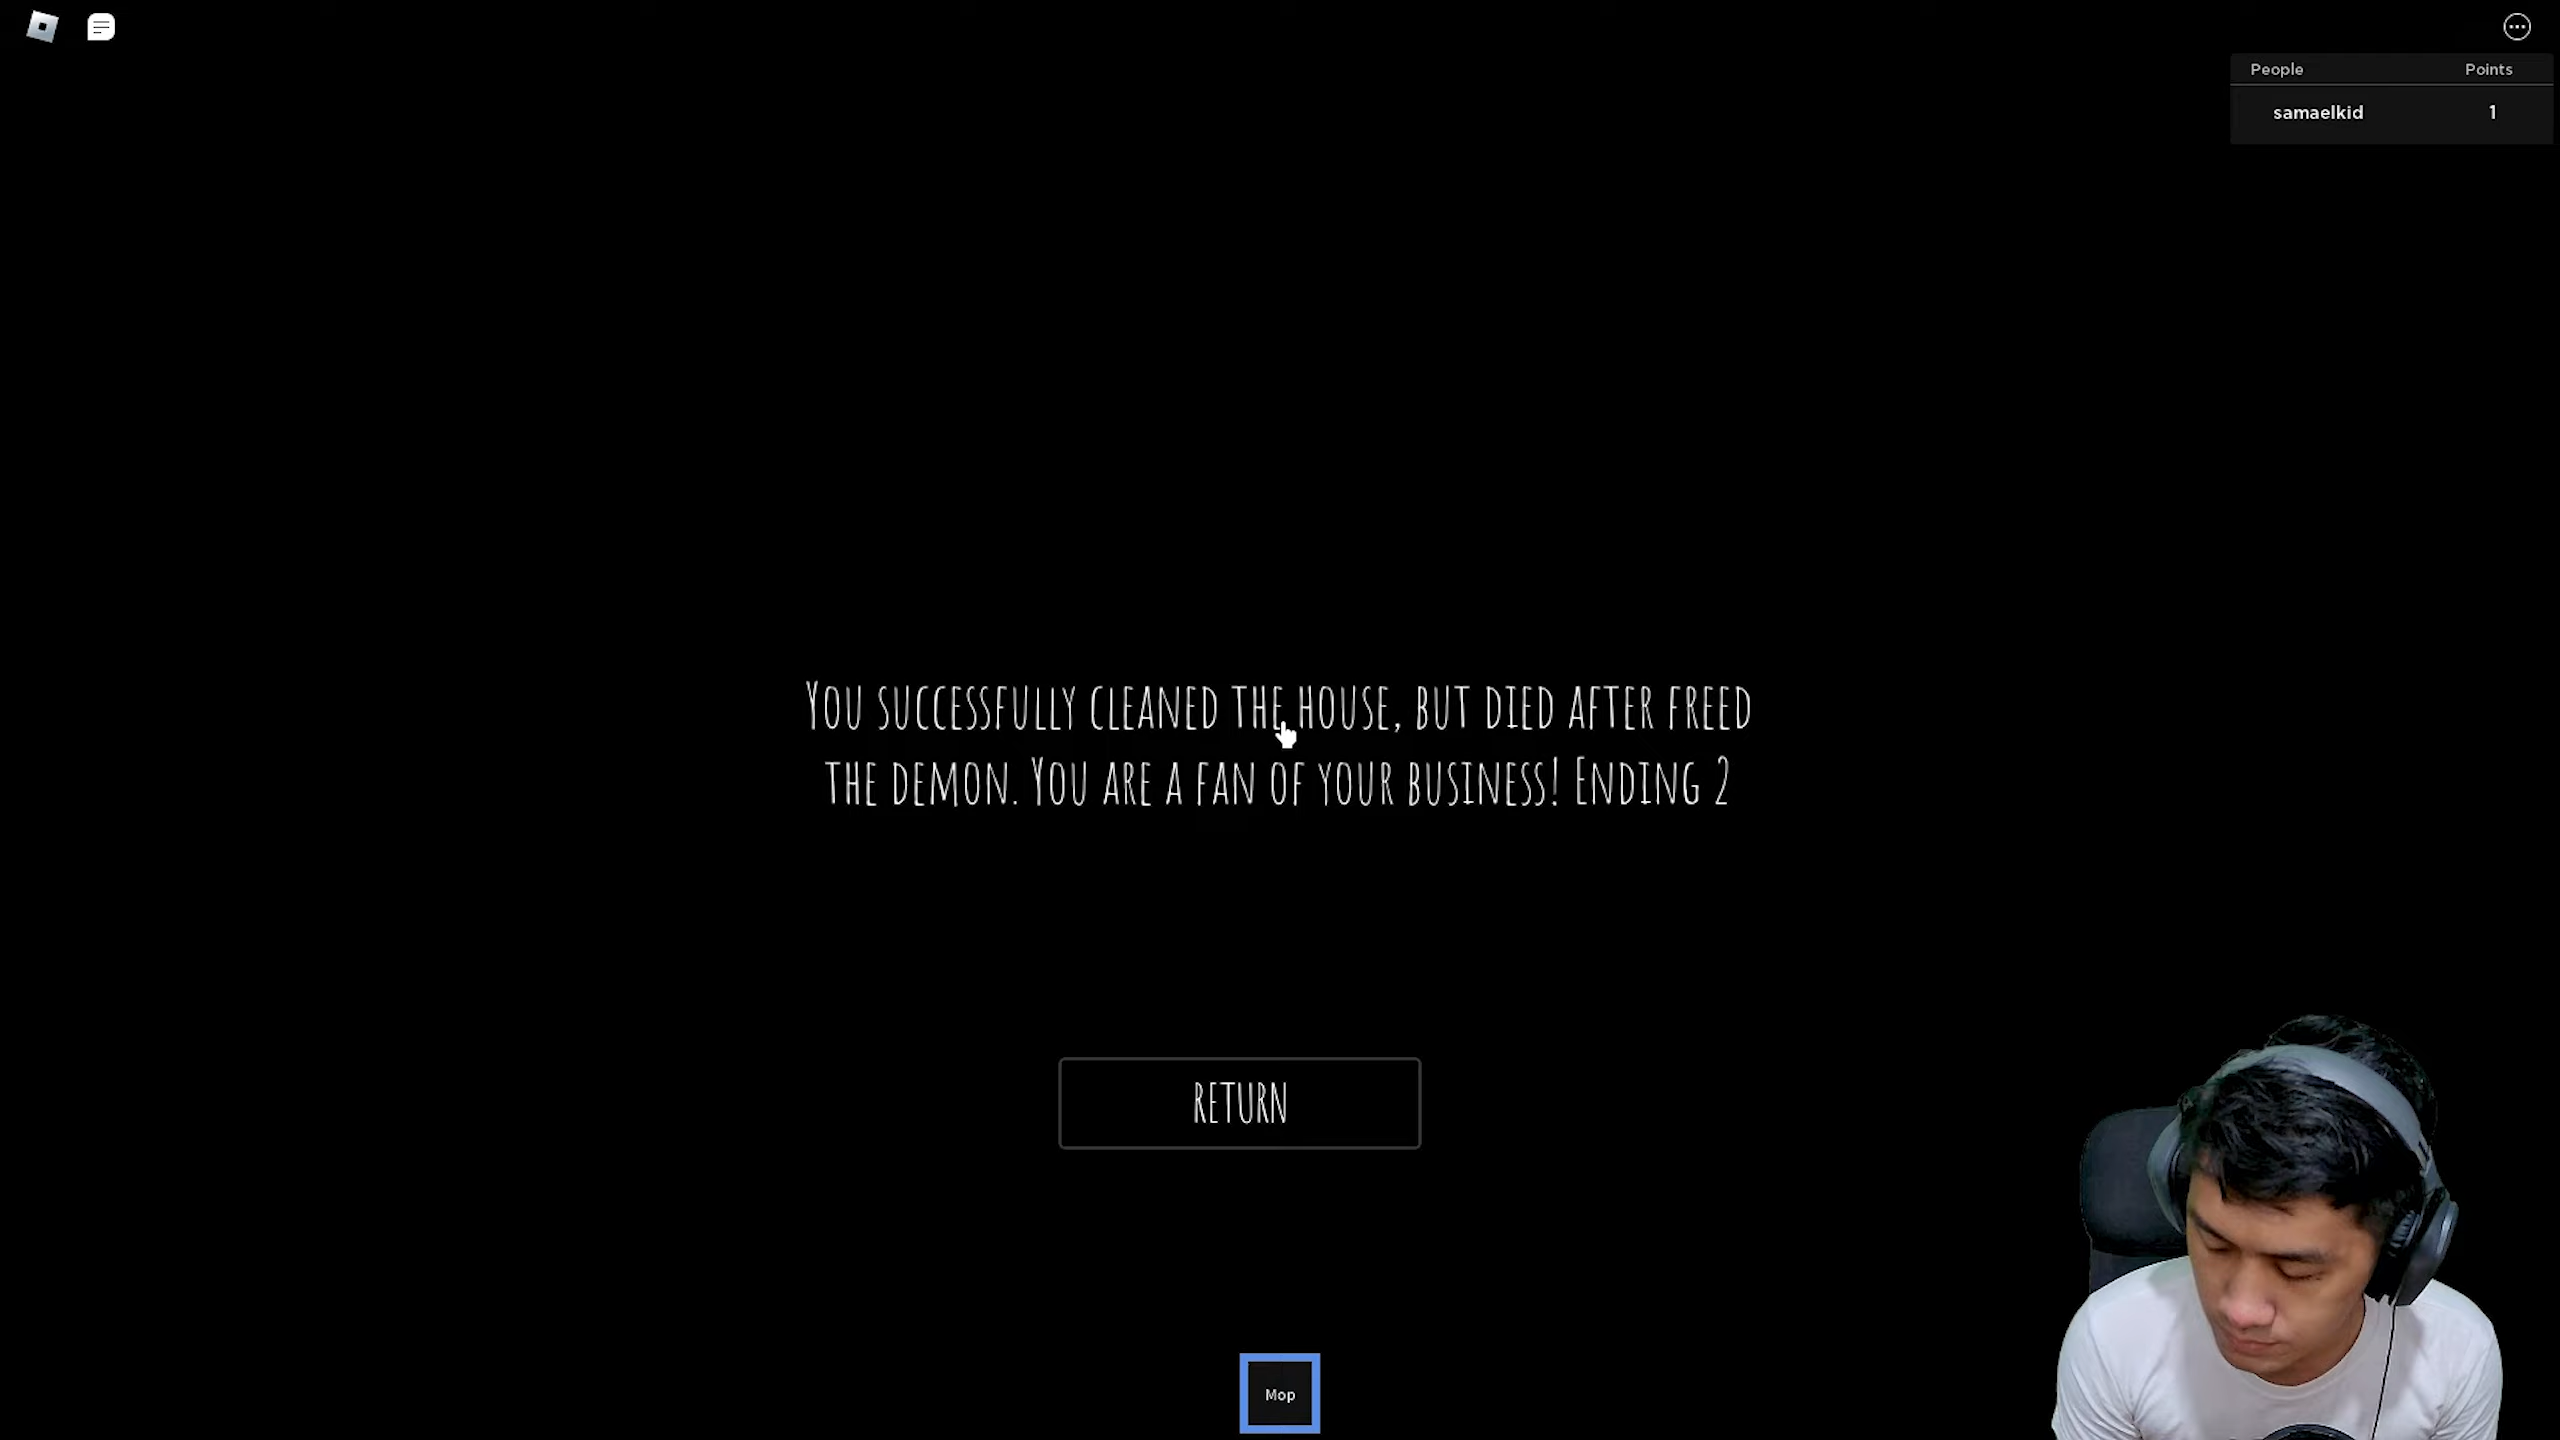 People Points
samaelkid 1
You successfully cleaned the house, but died after freed
the demon. You are a fan of your business! Ending 2
RETURN
Mop